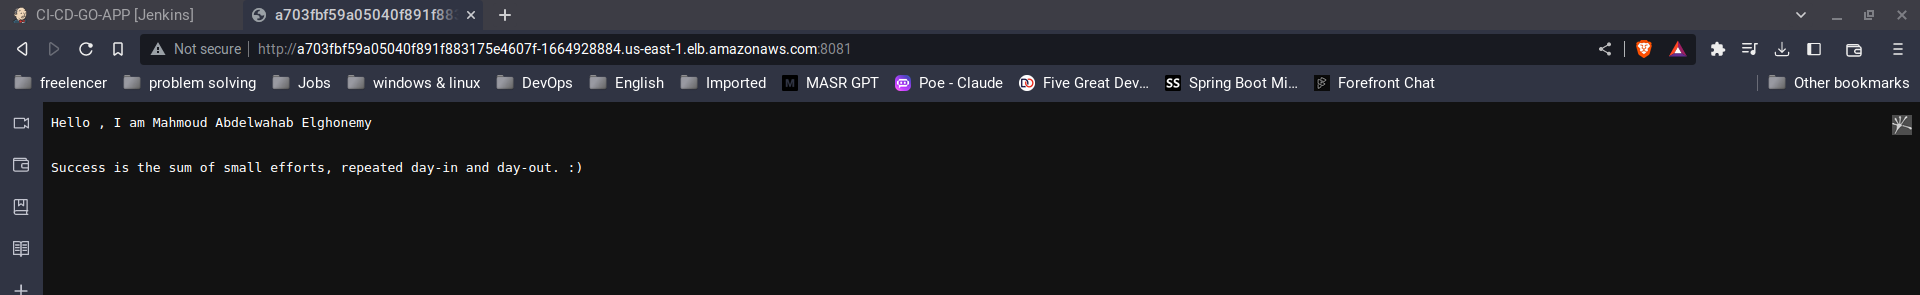 CI-CD-GO-APP [Jenkins]
a703fbf59a05040f891f883
Not secure
http://a703fbf59a05040f891f883175e4607f-1664928884.us-east-1.elb.amazonaws.com:8081
freelencer problem solving Jobs windows & linux DevOps English Imported MASR GPT Poe - Claude Five Great Dev... Spring Boot Mi... Forefront Chat Other bookmarks
Hello , I am Mahmoud Abdelwahab Elghonemy
Success is the sum of small efforts, repeated day-in and day-out. :)